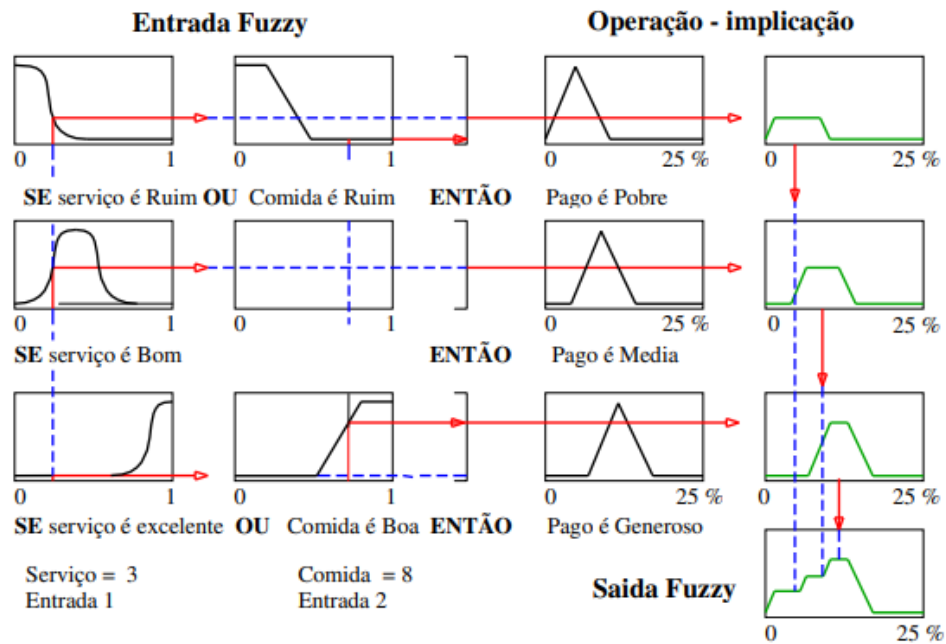 Entrada Fuzzy
Operação - implicação
0 1 0 1 0 25 % 0 25 %
SE serviço é Ruim OU Comida é Ruim ENTÃO Pago é Pobre
0 1 0 1 0 25 % 0 25 %
SE serviço é Bom ENTÃO Pago é Media
0 1 0 1 0 25 % 0 25 %
SE serviço é excelente OU Comida é Boa ENTÃO Pago é Generoso
Serviço = 3 Comida = 8
Entrada 1 Entrada 2
Saida Fuzzy
0 25 %